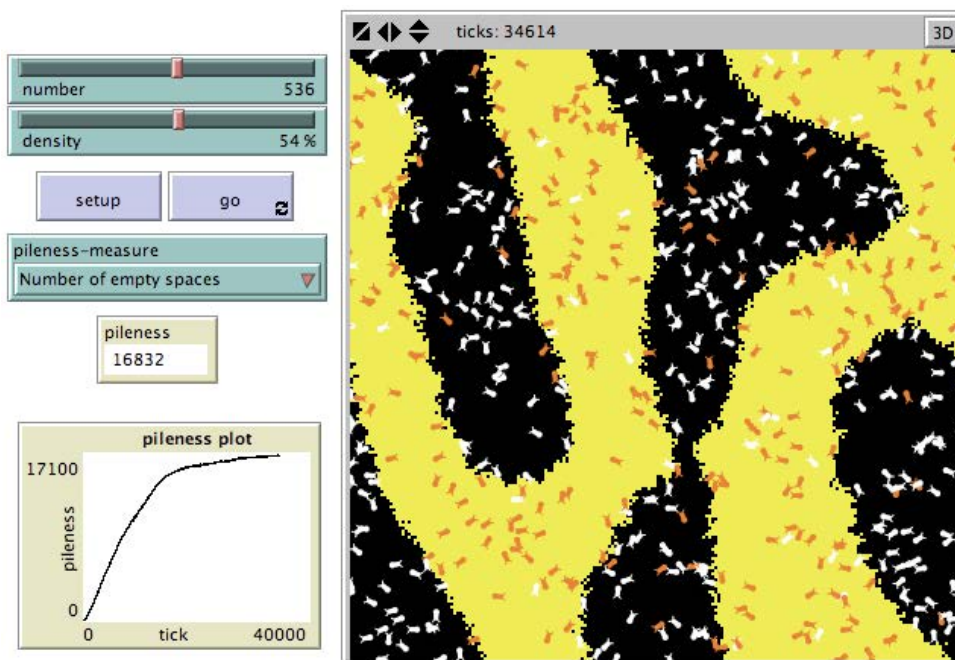 ticks: 34614
3D
number 536
density 54 %
setup
go
pileness-measure
Number of empty spaces
pileness
16832
pileness plot
17100
pileness
0
0 tick 40000